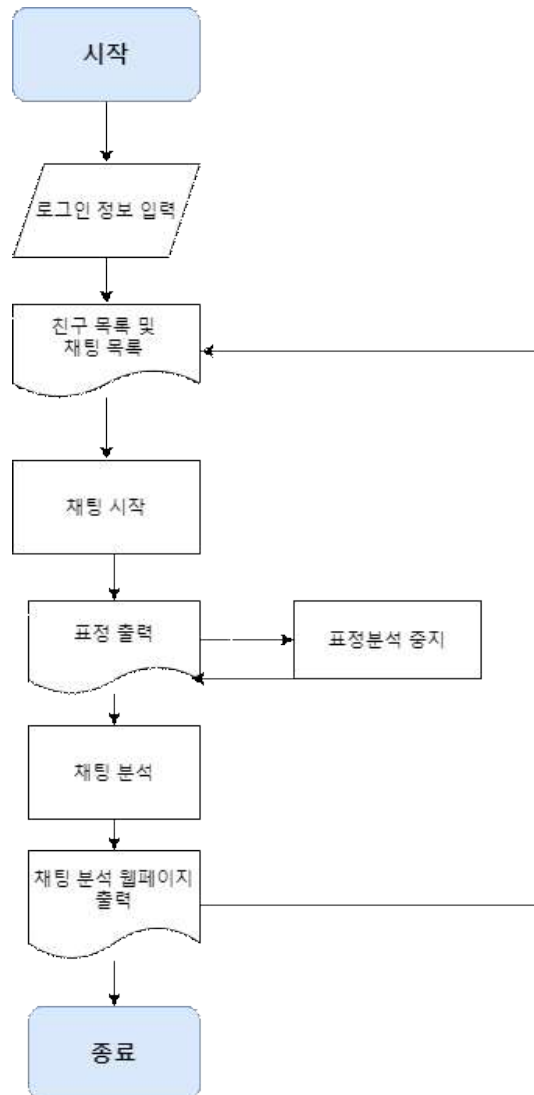 시작
로그인 정보 입력
친구 목록 및
채팅 목록
채팅 시작
표정 출력
표정분석 중지
채팅 분석
채팅 분석 웹페이지
출력
종료